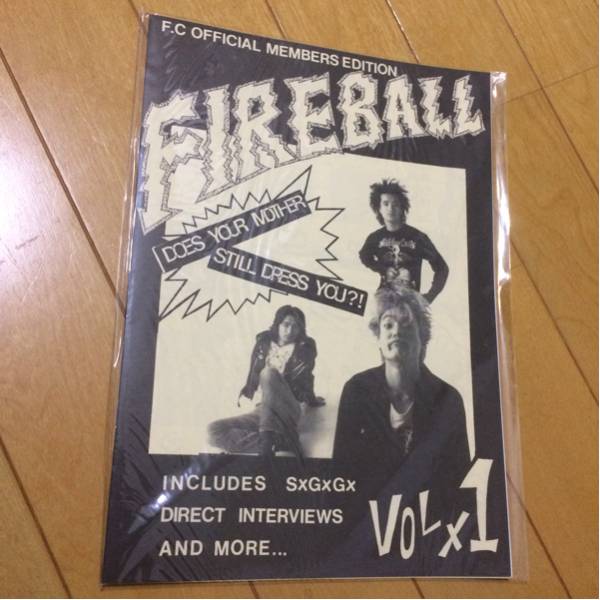 F.C OFFICIAL MEMBERS EDITION
FIREBALL
DOES YOUR MOTHER
STILL DRESS YOU?!
INCLUDES SxGxGx
DIRECT INTERVIEWS
AND MORE...
VOLx1